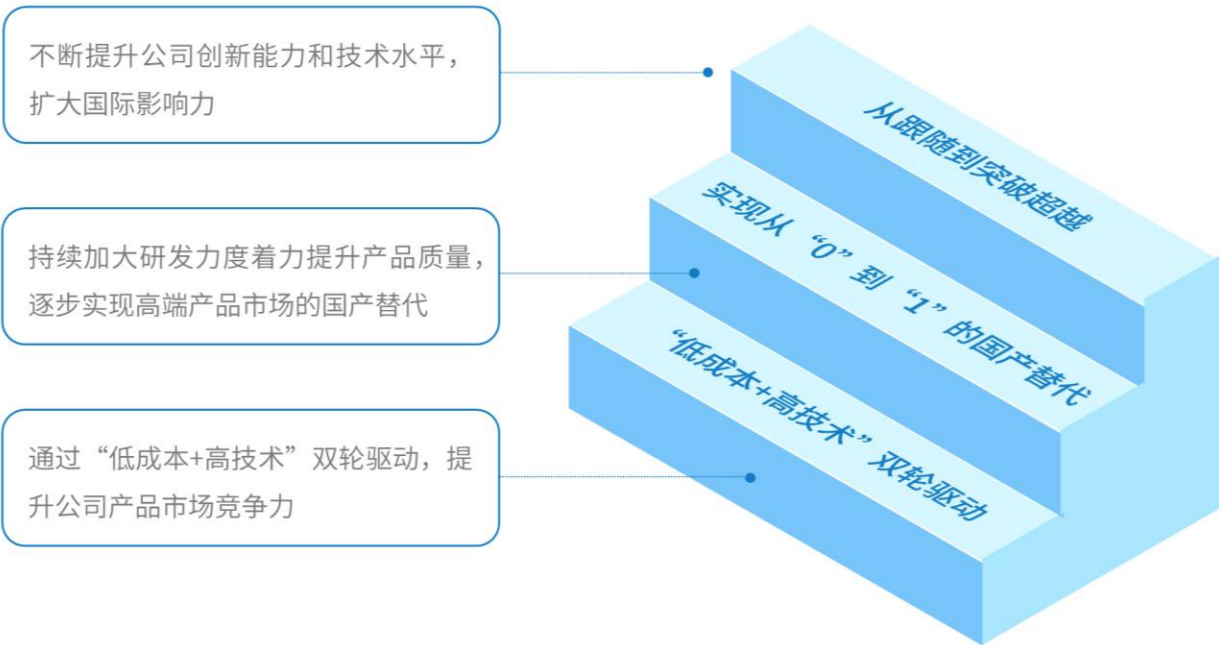 不断提升公司创新能力和技术水平，
扩大国际影响力
从跟随到突破超越
持续加大研发力度着力提升产品质量，
逐步实现高端产品市场的国产替代
实现从“0”到“1”的国产替代
通过“低成本+高技术”双轮驱动，提
升公司产品市场竞争力
“低成本+高技术”双轮驱动